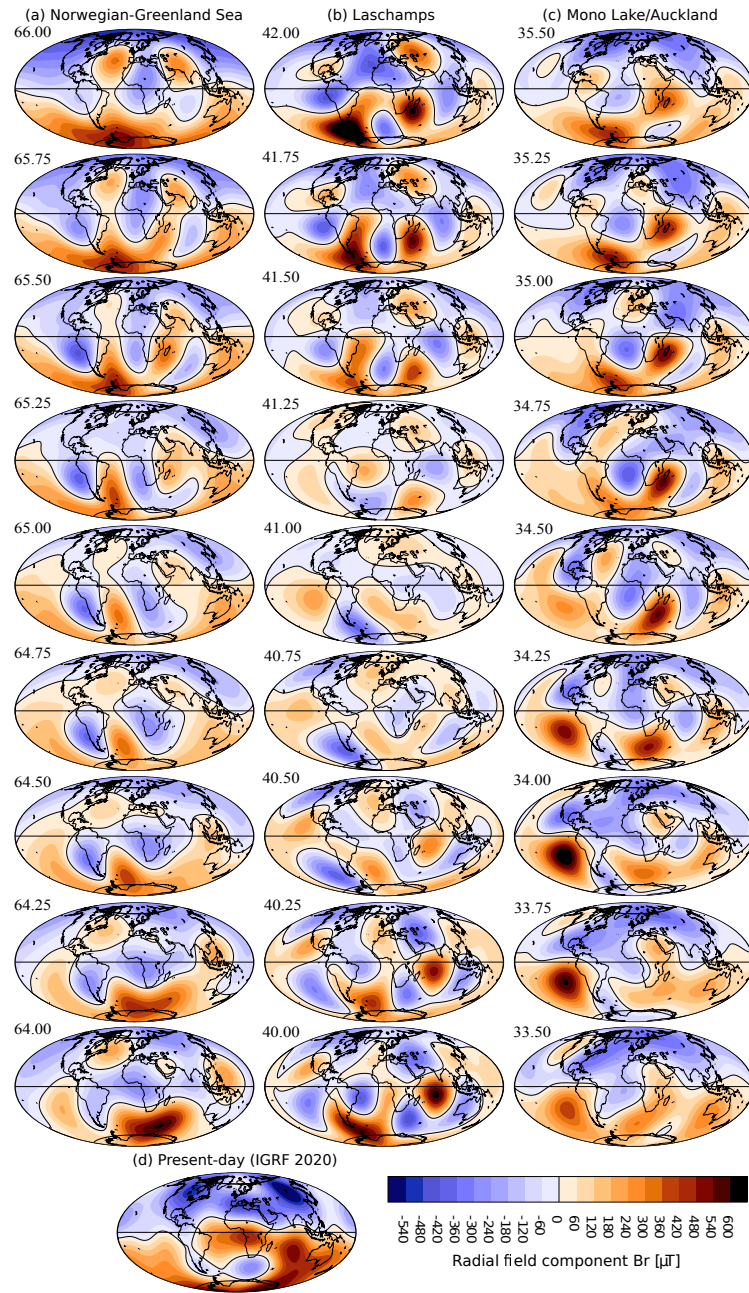 (a) Norwegian-Greenland Sea (b) Laschamps (c) Mono Lake/Auckland
66.00 42.00 35.50
65.75 41.75 35.25
65.50 41.50 35.00
65.25 41.25 34.75
65.00 41.00 34.50
64.75 40.75 34.25
64.50 40.50 34.00
64.25 40.25 33.75
64.00 40.00 33.50
(d) Present-day (IGRF 2020)
-540 -480 -420 -360 -300 -240 -180 -120 -60 0 60 120 180 240 300 360 420 480 540 600
Radial field component Br [µT]